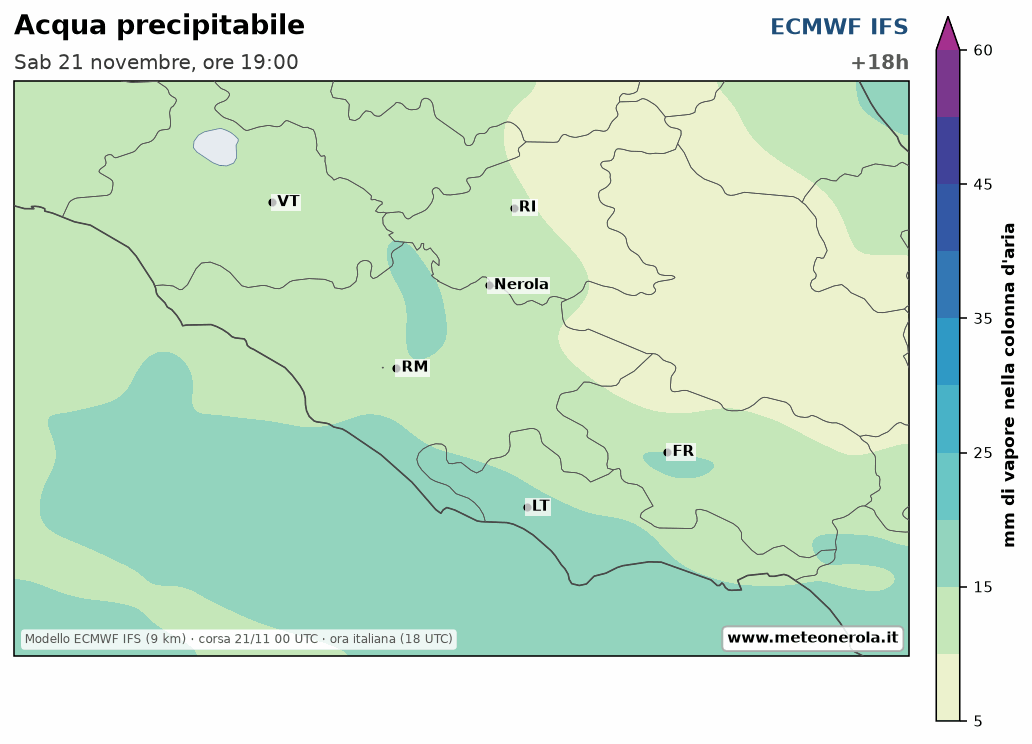 Acqua precipitabile
ECMWF IFS
Sab 21 novembre, ore 19:00
+18h
60
45
35
25
15
5
mm di vapore nella colonna d'aria
VT
RI
Nerola
RM
FR
LT
Modello ECMWF IFS (9 km) · corsa 21/11 00 UTC · ora italiana (18 UTC)
www.meteonerola.it